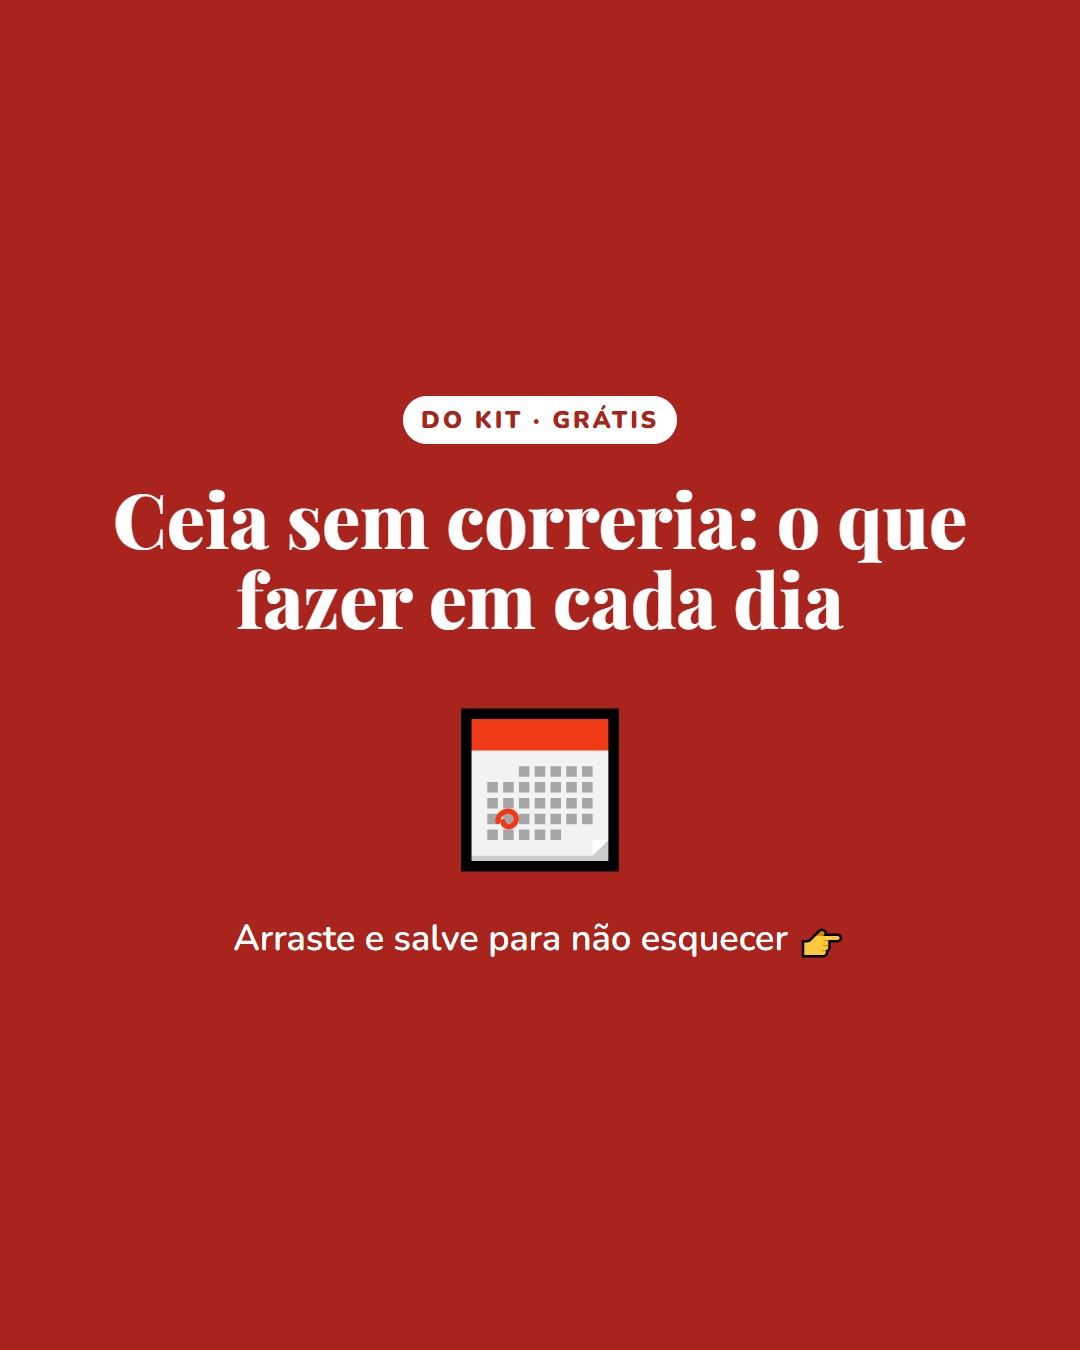 DO KIT · GRÁTIS
Ceia sem correria: o que
fazer em cada dia
Arraste e salve para não esquecer 👉